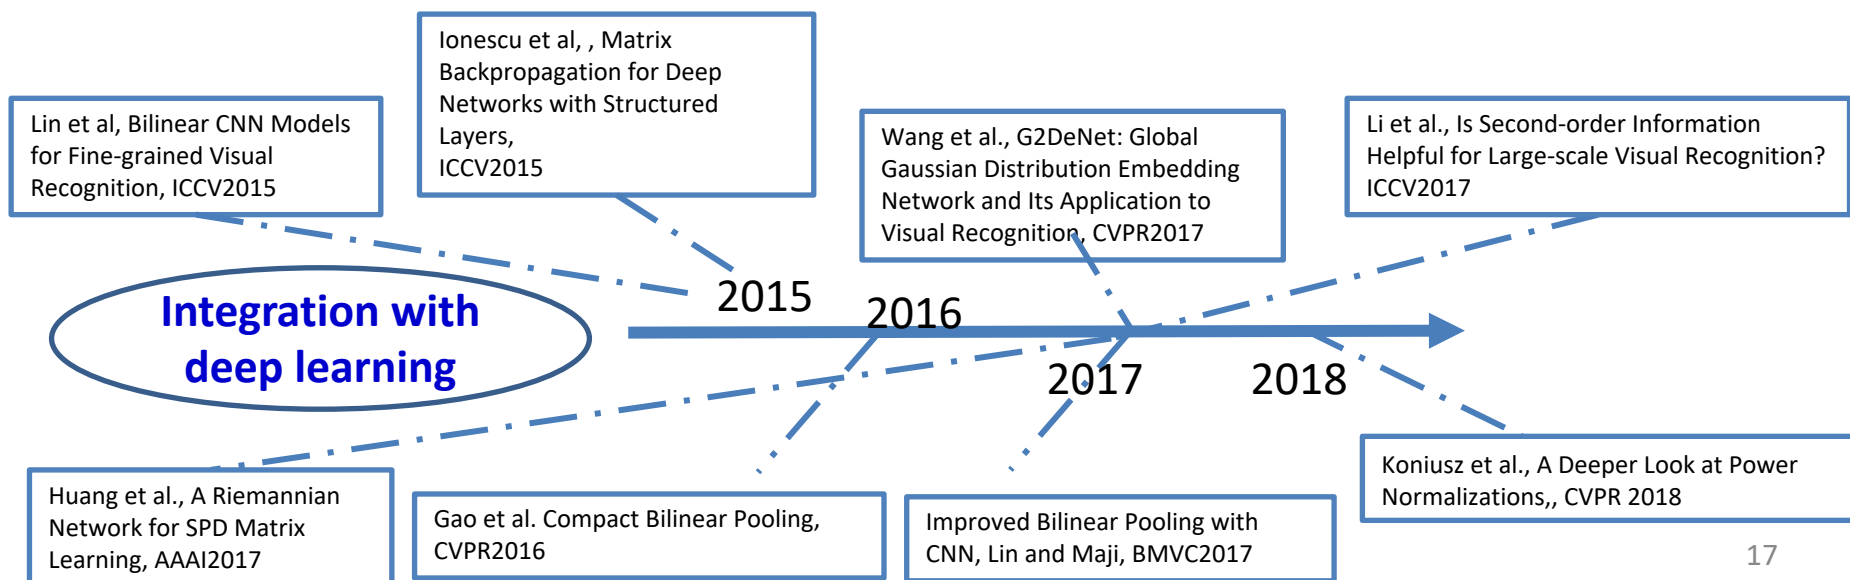 Ionescu et al, , Matrix
Backpropagation for Deep
Networks with Structured
Layers,
ICCV2015
Lin et al, Bilinear CNN Models
for Fine-grained Visual
Recognition, ICCV2015
Wang et al., G2DeNet: Global
Gaussian Distribution Embedding
Network and Its Application to
Visual Recognition, CVPR2017
Li et al., Is Second-order Information
Helpful for Large-scale Visual Recognition?
ICCV2017
Integration with
deep learning
2015
2016
2017
2018
Huang et al., A Riemannian
Network for SPD Matrix
Learning, AAAI2017
Gao et al. Compact Bilinear Pooling,
CVPR2016
Improved Bilinear Pooling with
CNN, Lin and Maji, BMVC2017
Koniusz et al., A Deeper Look at Power
Normalizations,, CVPR 2018
17